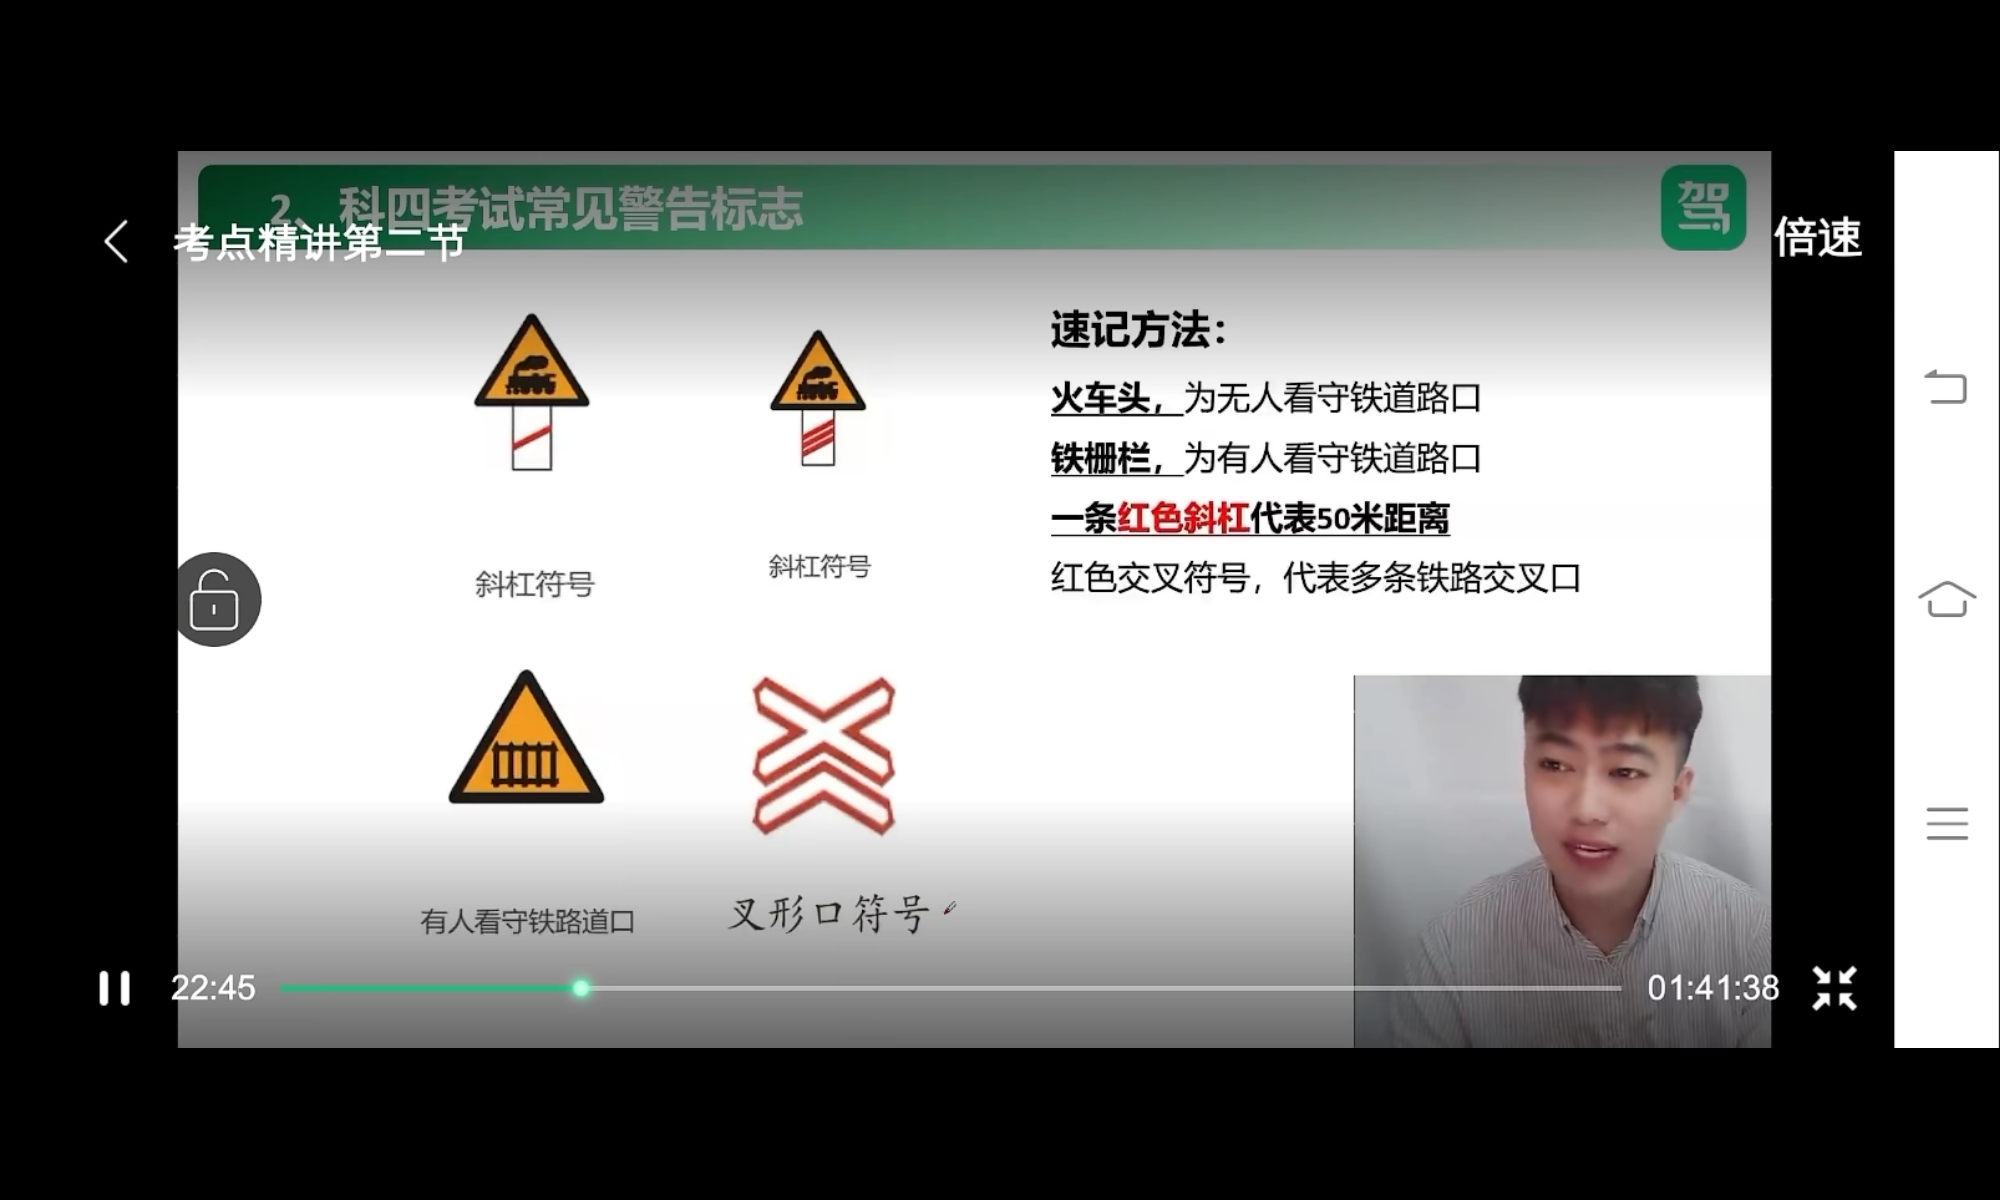 2、科四考试常见警告标志
驾
考点精讲第二节
倍速
速记方法：
火车头，为无人看守铁道路口
铁栅栏，为有人看守铁道路口
一条红色斜杠代表50米距离
红色交叉符号，代表多条铁路交叉口
斜杠符号
斜杠符号
有人看守铁路道口
叉形口符号
22:45
01:41:38